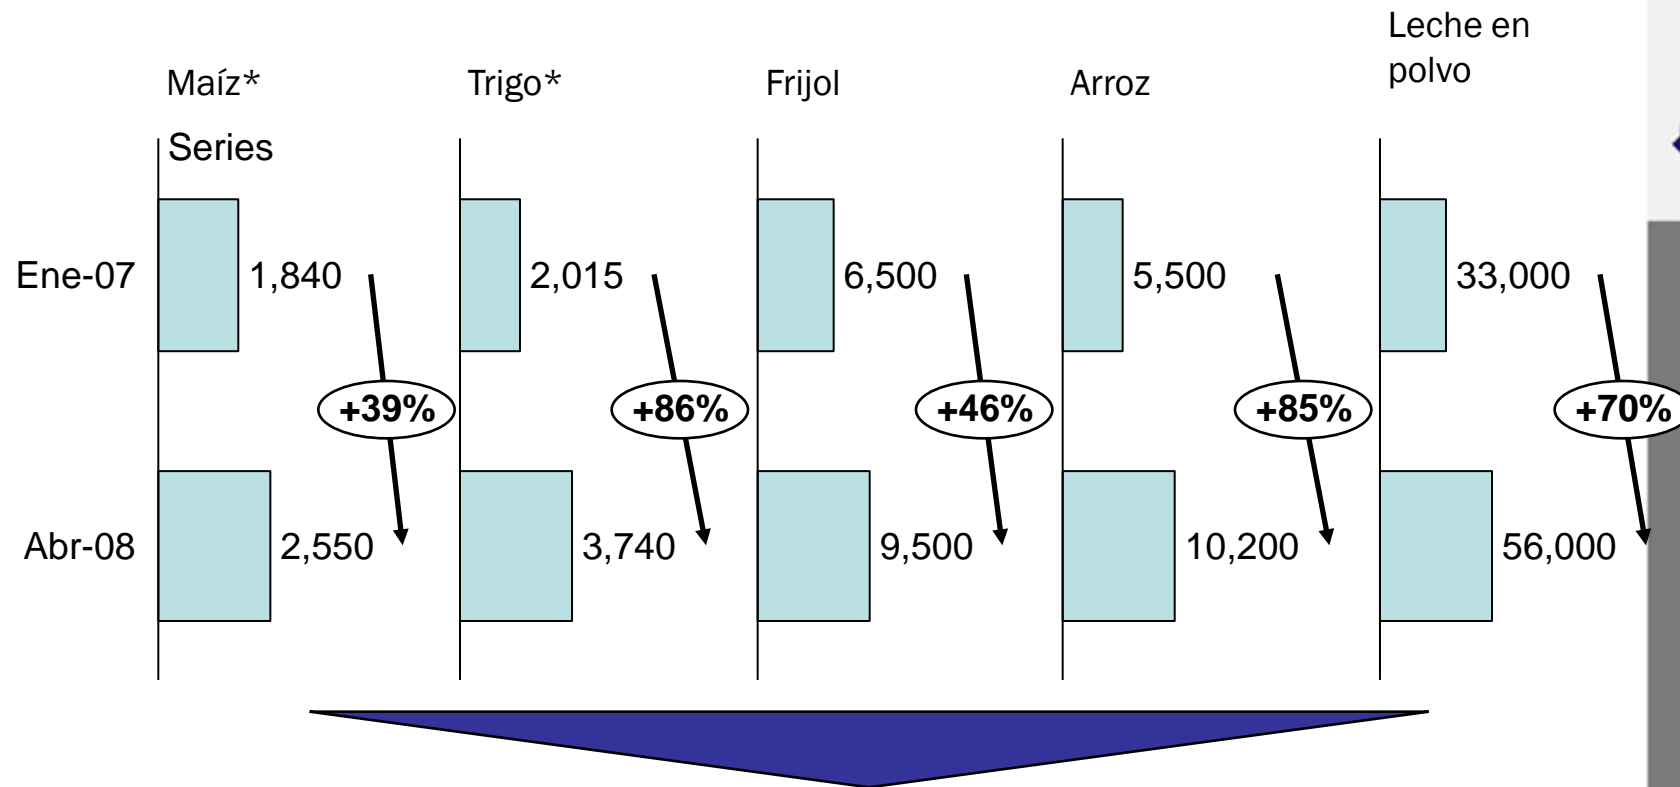 Leche en
polvo
Maíz*
Trigo*
Frijol
Arroz
Series
Ene-07
1,840
2,015
6,500
5,500
33,000
+39%
+86%
+46%
+85%
+70%
Abr-08
2,550
3,740
9,500
10,200
56,000